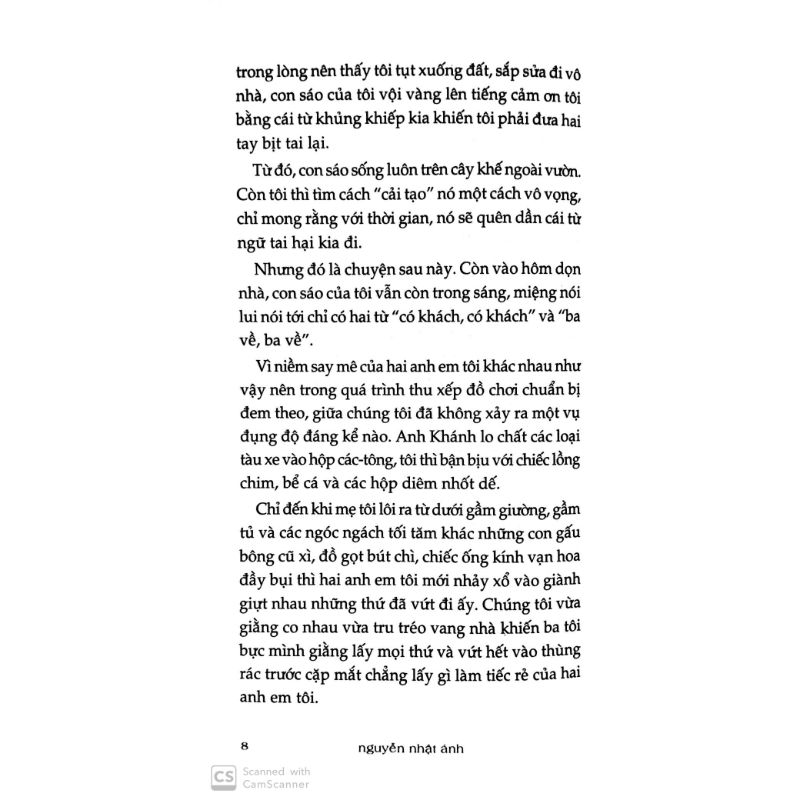 trong lòng nên thấy tôi tụt xuống đất, sắp sửa đi vô
nhà, con sáo của tôi vội vàng lên tiếng cảm ơn tôi
bằng cái từ khủng khiếp kia khiến tôi phải đưa hai
tay bịt tai lại.
Từ đó, con sáo sống luôn trên cây khế ngoài vườn.
Còn tôi thì tìm cách “cải tạo” nó một cách vô vọng,
chỉ mong rằng với thời gian, nó sẽ quên dần cái từ
ngữ tai hại kia đi.
Nhưng đó là chuyện sau này. Còn vào hôm dọn
nhà, con sáo của tôi vẫn còn trong sáng, miệng nói
lui nói tới chỉ có hai từ “có khách, có khách” và “ba
về, ba về”.
Vì niềm say mê của hai anh em tôi khác nhau như
vậy nên trong quá trình thu xếp đồ chơi chuẩn bị
đem theo, giữa chúng tôi đã không xảy ra một vụ
đụng độ đáng kể nào. Anh Khánh lo chất các loại
tàu xe vào hộp các-tông, tôi thì bận bịu với chiếc lồng
chim, bể cá và các hộp diêm nhốt dế.
Chỉ đến khi mẹ tôi lôi ra từ dưới gầm giường, gầm
tủ và các ngóc ngách tối tăm khác những con gấu
bông cũ xì, đồ gọt bút chì, chiếc ống kính vạn hoa
đầy bụi thì hai anh em tôi mới nhảy xổ vào giành
giựt nhau những thứ đã vứt đi ấy. Chúng tôi vừa
giằng co nhau vừa tru tréo vang nhà khiến ba tôi
bực mình giằng lấy mọi thứ và vứt hết vào thùng
rác trước cặp mắt chẳng lấy gì làm tiếc rẻ của hai
anh em tôi.
8 nguyễn nhật ánh
CS Scanned with
CamScanner